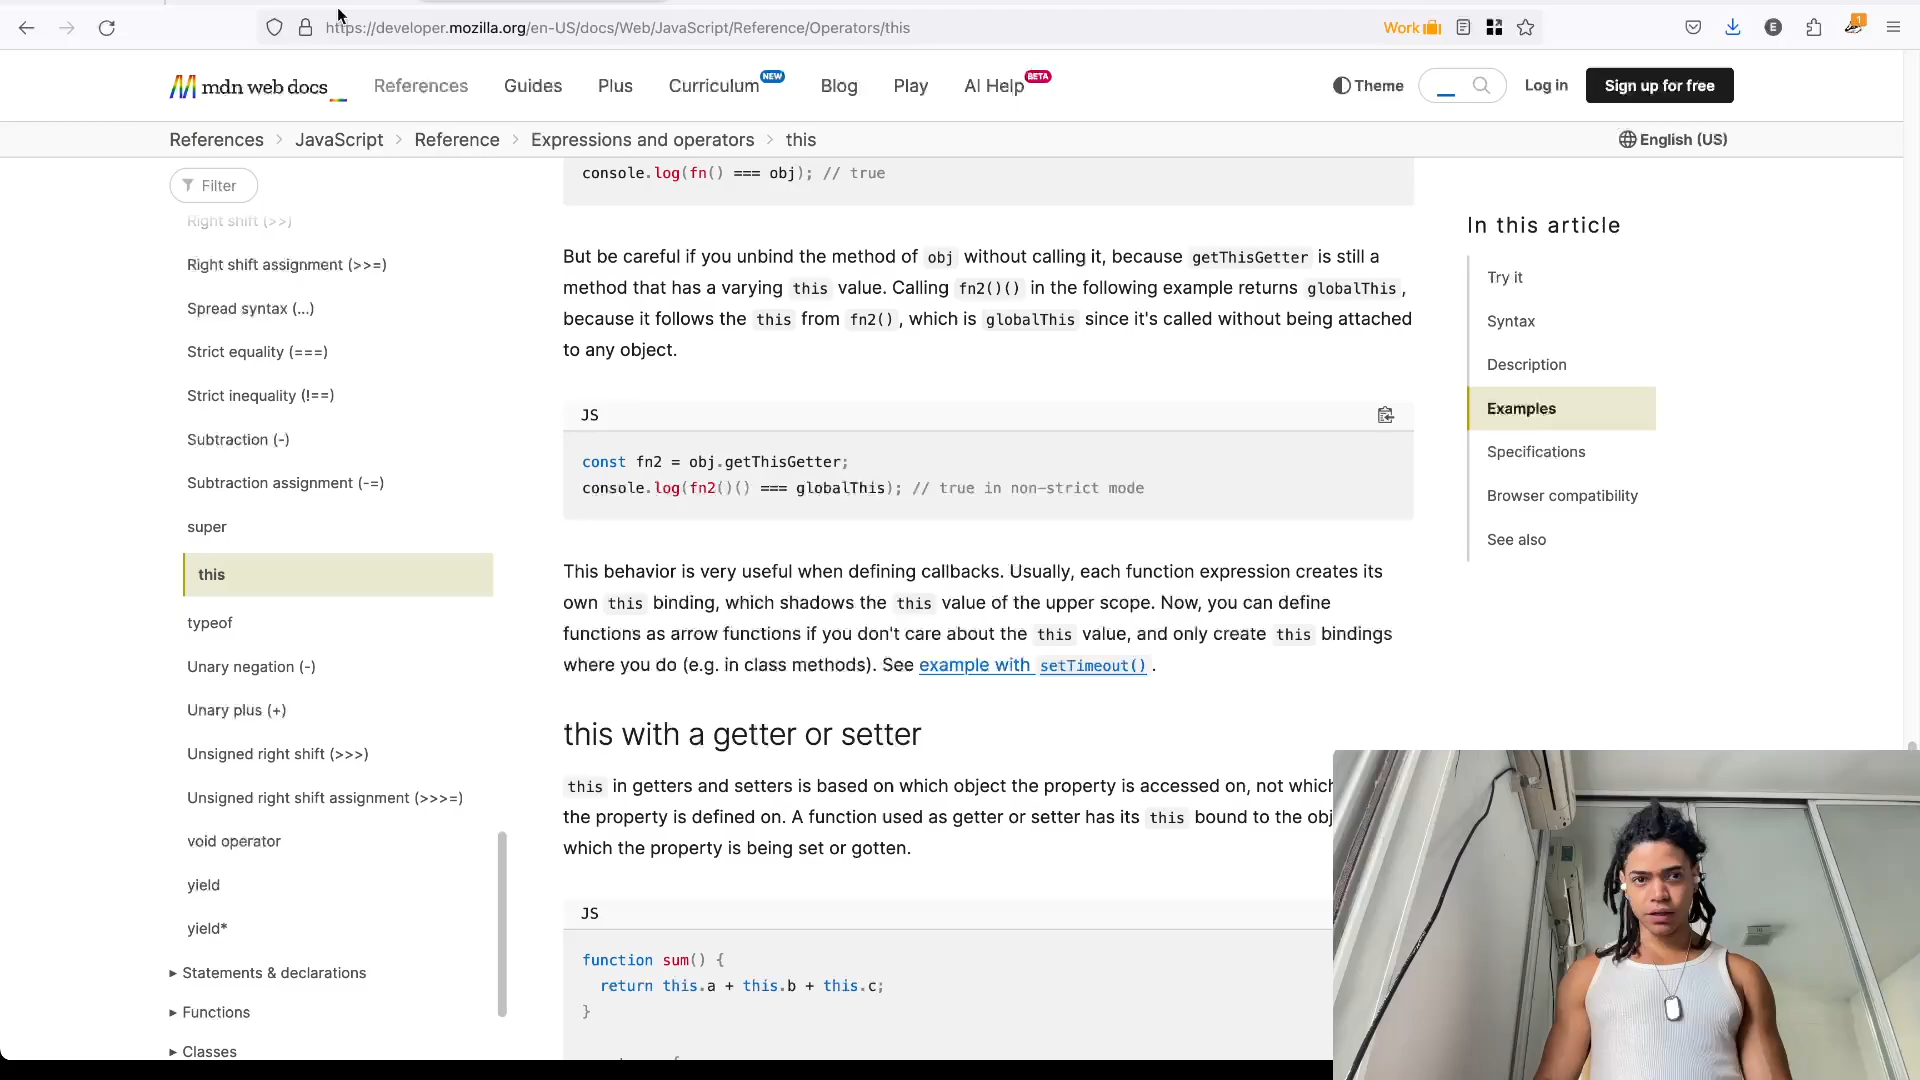 https://developer.mozilla.org/en-US/docs/Web/JavaScript/Reference/Operators/this
Work
E
1
mdn web docs
References
Guides
Plus
Curriculum NEW
Blog
Play
AI Help BETA
Theme
Log in
Sign up for free
References > JavaScript > Reference > Expressions and operators > this
English (US)
Filter
Right shift (>>)
Right shift assignment (>>=)
Spread syntax (...)
Strict equality (===)
Strict inequality (!==)
Subtraction (-)
Subtraction assignment (-=)
super
this
typeof
Unary negation (-)
Unary plus (+)
Unsigned right shift (>>>)
Unsigned right shift assignment (>>>=)
void operator
yield
yield*
Statements & declarations
Functions
Classes
console.log(fn() === obj); // true
But be careful if you unbind the method of obj without calling it, because getThisGetter is still a
method that has a varying this value. Calling fn2()() in the following example returns globalThis,
because it follows the this from fn2(), which is globalThis since it's called without being attached
to any object.
JS
const fn2 = obj.getThisGetter;
console.log(fn2()() === globalThis); // true in non-strict mode
This behavior is very useful when defining callbacks. Usually, each function expression creates its
own this binding, which shadows the this value of the upper scope. Now, you can define
functions as arrow functions if you don't care about the this value, and only create this bindings
where you do (e.g. in class methods). See example with setTimeout().
this with a getter or setter
this in getters and setters is based on which object the property is accessed on, not which
the property is defined on. A function used as getter or setter has its this bound to the obj
which the property is being set or gotten.
JS
function sum() {
return this.a + this.b + this.c;
}
In this article
Try it
Syntax
Description
Examples
Specifications
Browser compatibility
See also